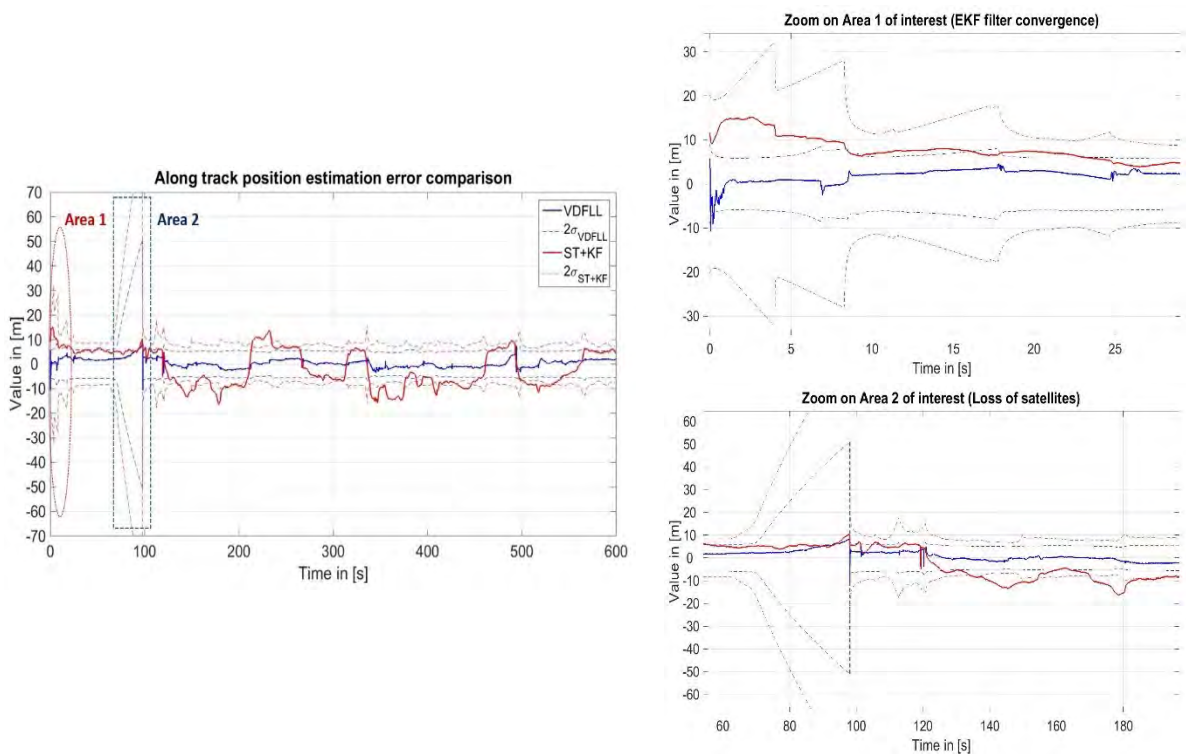 Along track position estimation error comparison
Value in [m]
70
60
50
40
30
20
10
0
-10
-20
-30
-40
-50
-60
-70
Area 1
Area 2
VDFLL
2σVDFLL
ST+KF
2σST+KF
0 100 200 300 400 500 600
Time in [s]
Zoom on Area 1 of interest (EKF filter convergence)
Value in [m]
30
20
10
0
-10
-20
-30
0 5 10 15 20 25
Time in [s]
Zoom on Area 2 of interest (Loss of satellites)
Value in [m]
60
50
40
30
20
10
0
-10
-20
-30
-40
-50
-60
60 80 100 120 140 160 180
Time in [s]